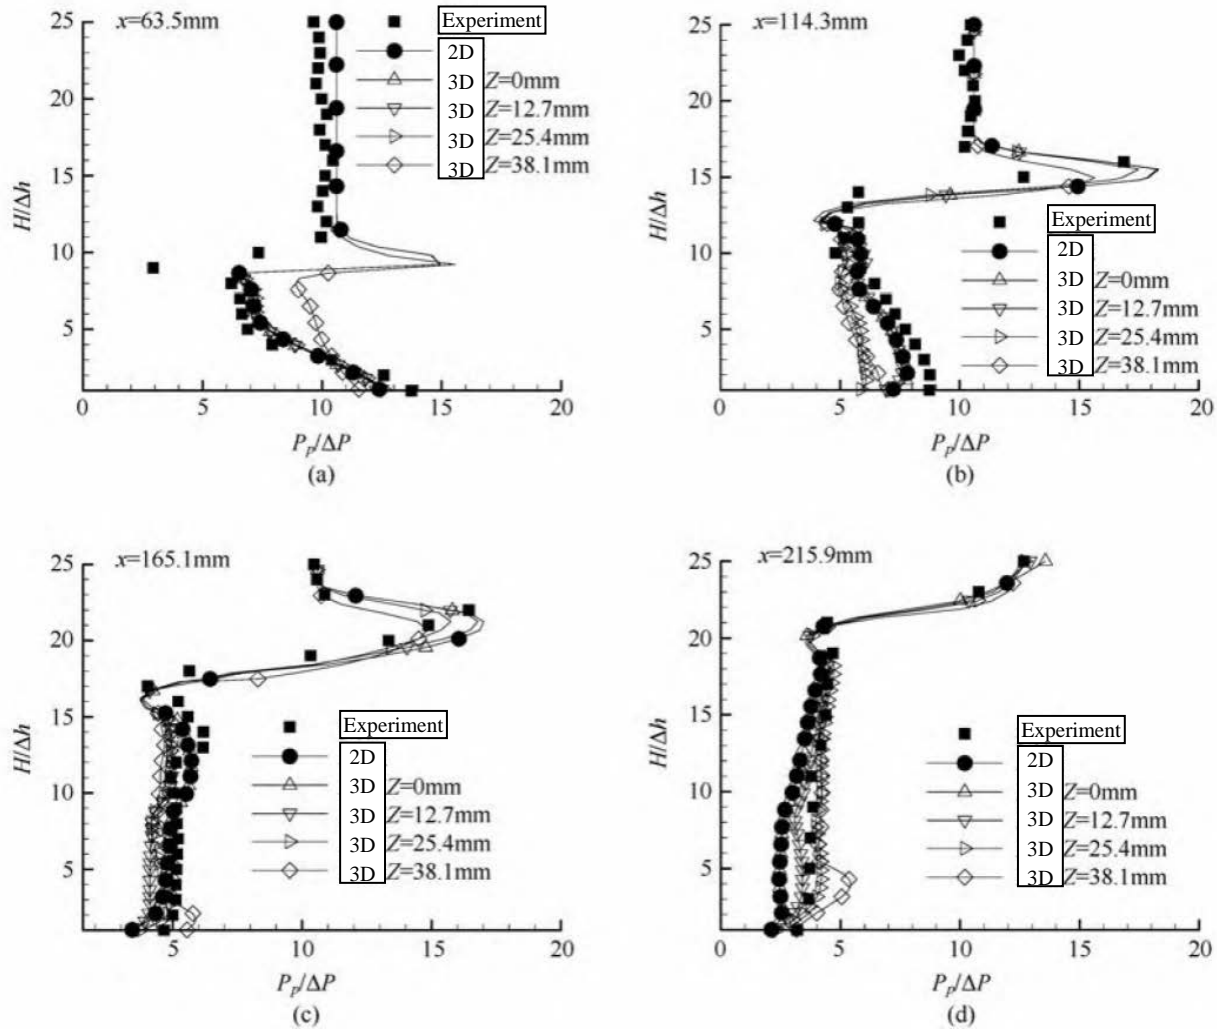 x=63.5mm
Experiment
2D
3D Z=0mm
3D Z=12.7mm
3D Z=25.4mm
3D Z=38.1mm
25
20
15
10
5
H/Δh
0 5 10 15 20
P_p/ΔP
(a)
x=114.3mm
Experiment
2D
3D Z=0mm
3D Z=12.7mm
3D Z=25.4mm
3D Z=38.1mm
25
20
15
10
5
H/Δh
0 5 10 15 20
P_p/ΔP
(b)
x=165.1mm
Experiment
2D
3D Z=0mm
3D Z=12.7mm
3D Z=25.4mm
3D Z=38.1mm
25
20
15
10
5
H/Δh
5 10 15 20
P_p/ΔP
(c)
x=215.9mm
Experiment
2D
3D Z=0mm
3D Z=12.7mm
3D Z=25.4mm
3D Z=38.1mm
25
20
15
10
5
H/Δh
0 5 10 15 20
P_p/ΔP
(d)